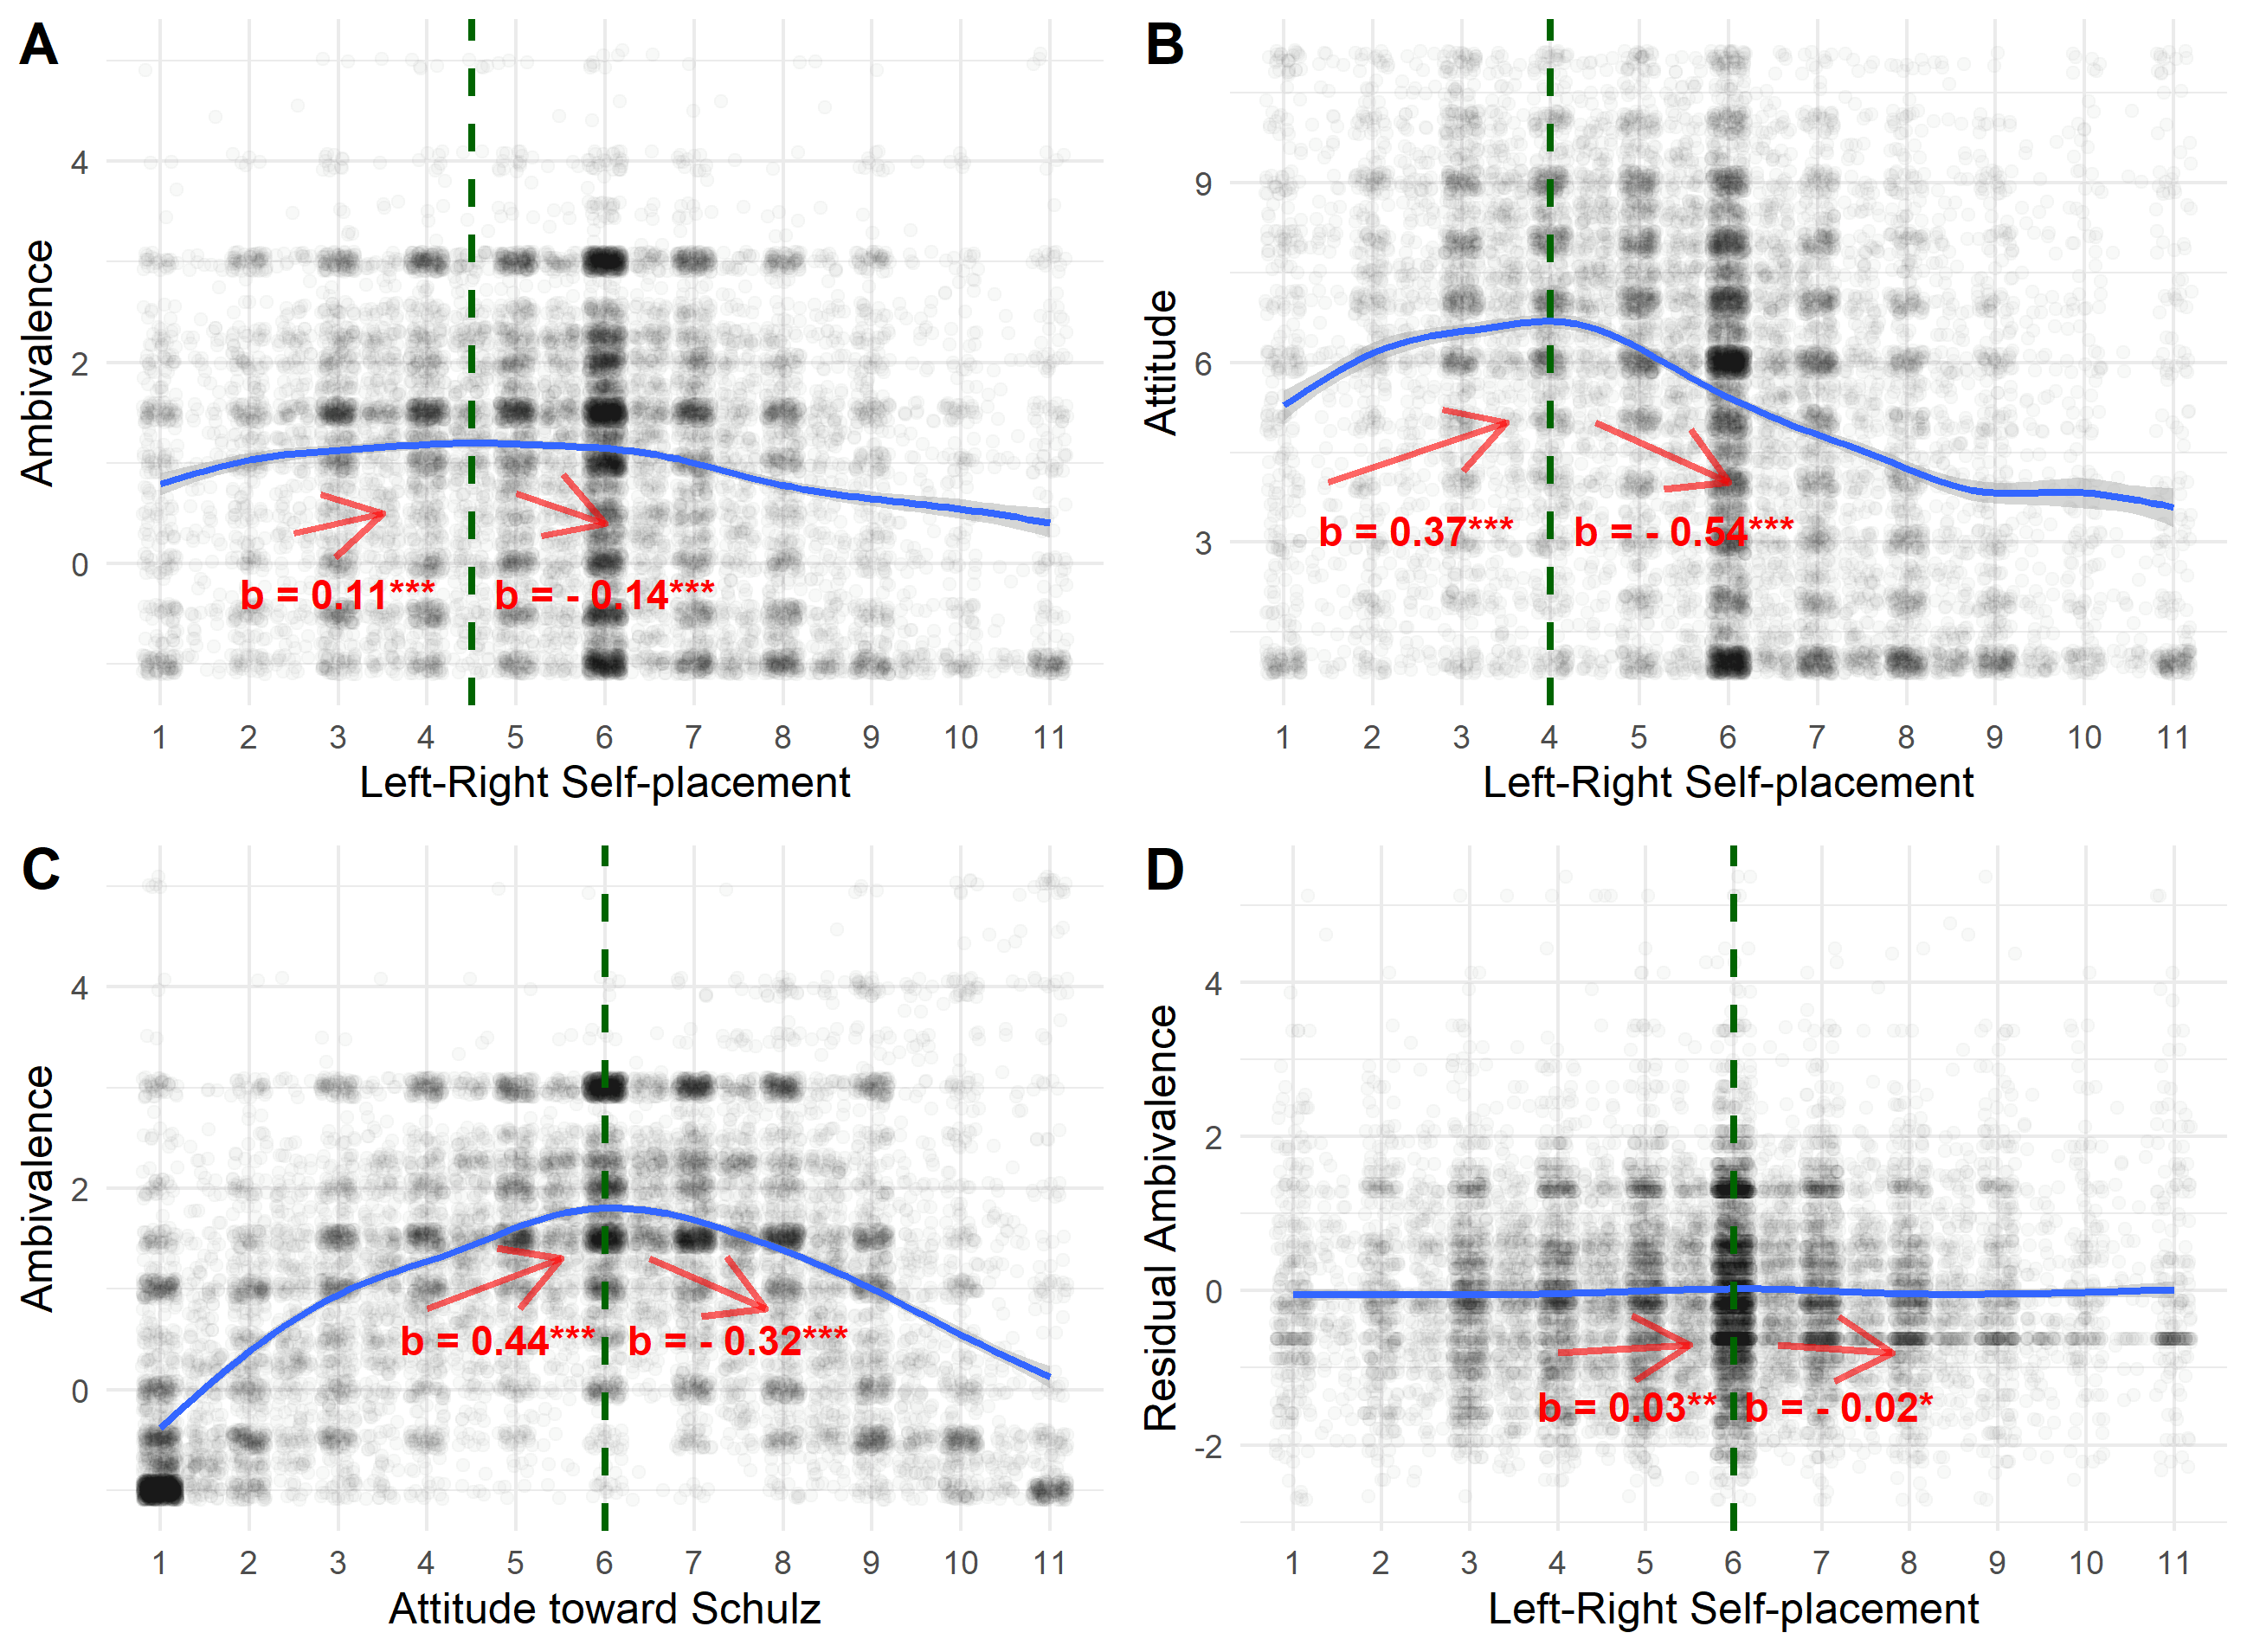 A
Ambivalence
4
2
0
b = 0.11***
b = - 0.14***
1 2 3 4 5 6 7 8 9 10 11
Left-Right Self-placement
B
Attitude
9
6
3
b = 0.37***
b = - 0.54***
1 2 3 4 5 6 7 8 9 10 11
Left-Right Self-placement
C
Ambivalence
4
2
0
b = 0.44***
b = - 0.32***
1 2 3 4 5 6 7 8 9 10 11
Attitude toward Schulz
D
Residual Ambivalence
4
2
0
-2
b = 0.03**
b = - 0.02*
1 2 3 4 5 6 7 8 9 10 11
Left-Right Self-placement